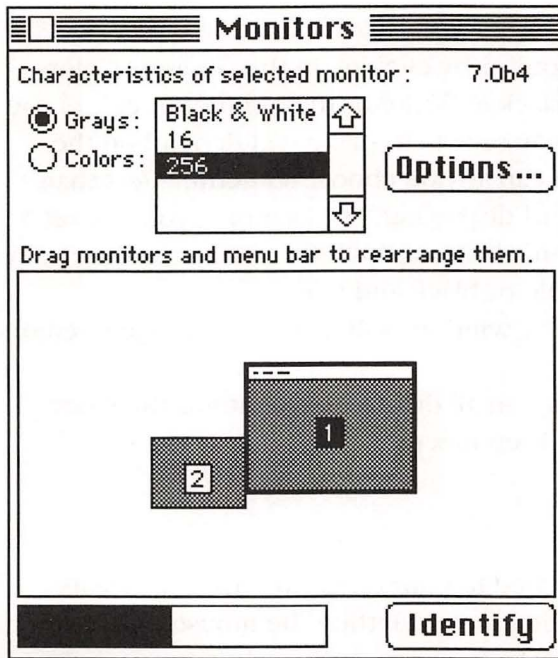 Monitors
Characteristics of selected monitor: 7.0b4
Grays:
Colors:
Black & White
16
256
Options...
Drag monitors and menu bar to rearrange them.
1
2
Identify